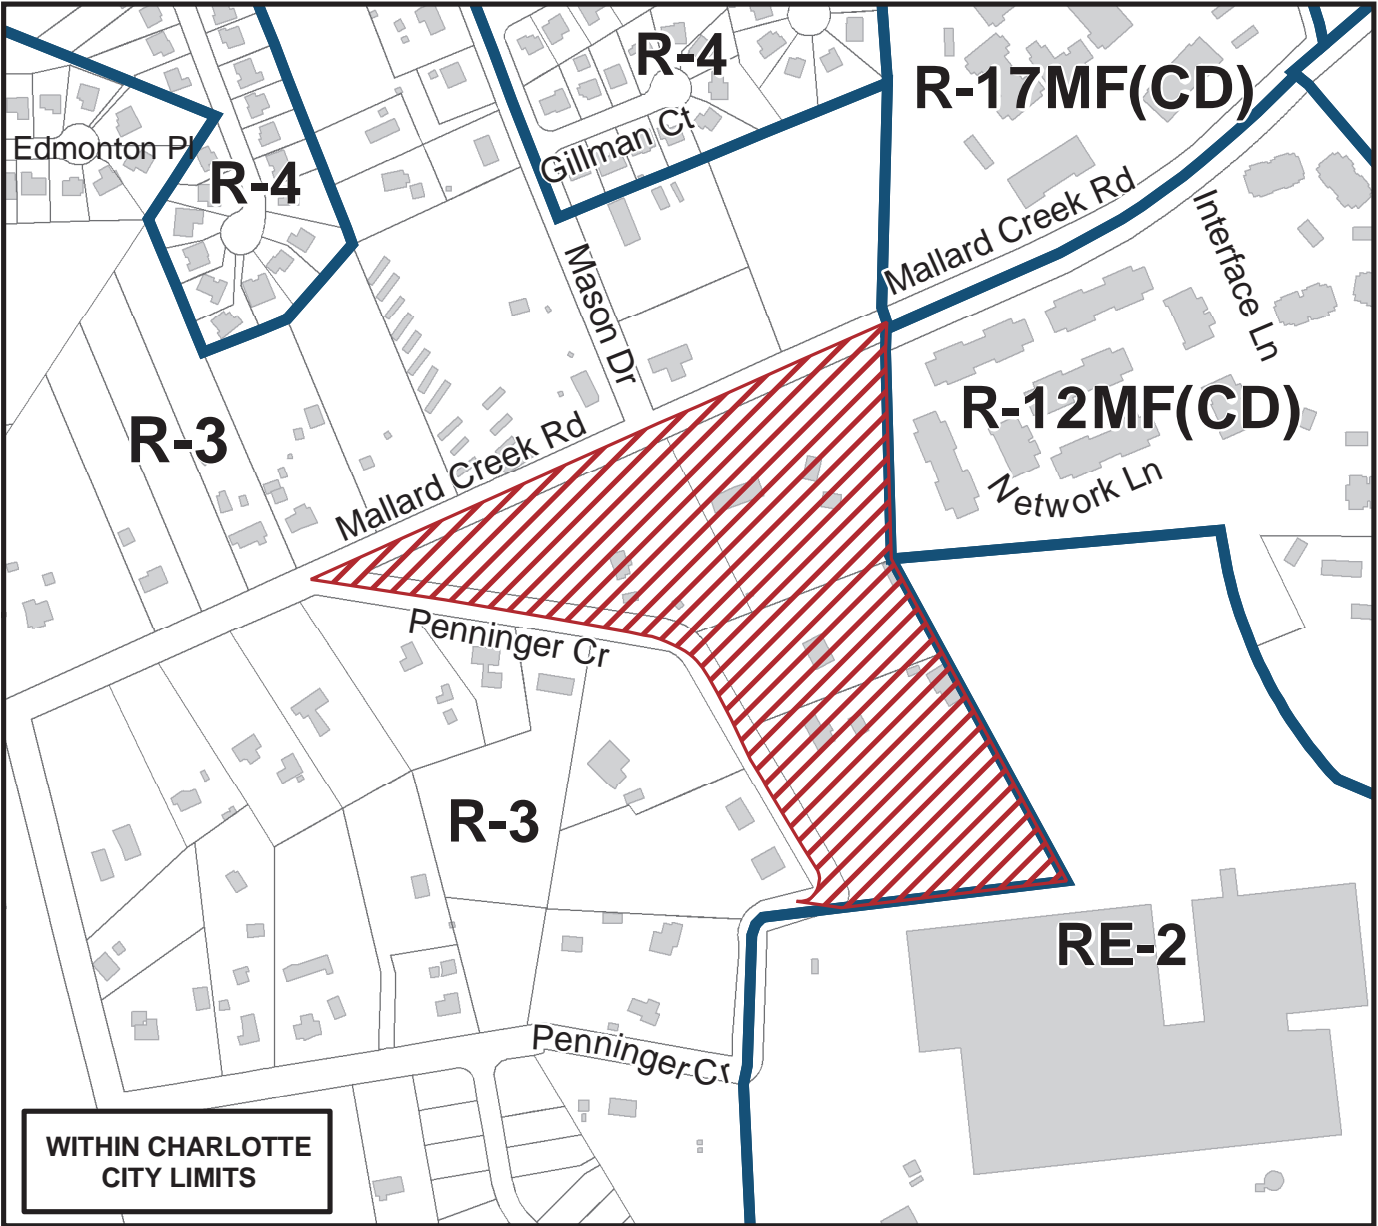 R-4
R-17MF(CD)
Gillman Ct
Edmonton Pl
R-4
Mallard Creek Rd
Interface Ln
Mason Dr
R-3
R-12MF(CD)
Mallard Creek Rd
Network Ln
Penninger Cr
R-3
RE-2
Penninger Cr
WITHIN CHARLOTTE
CITY LIMITS